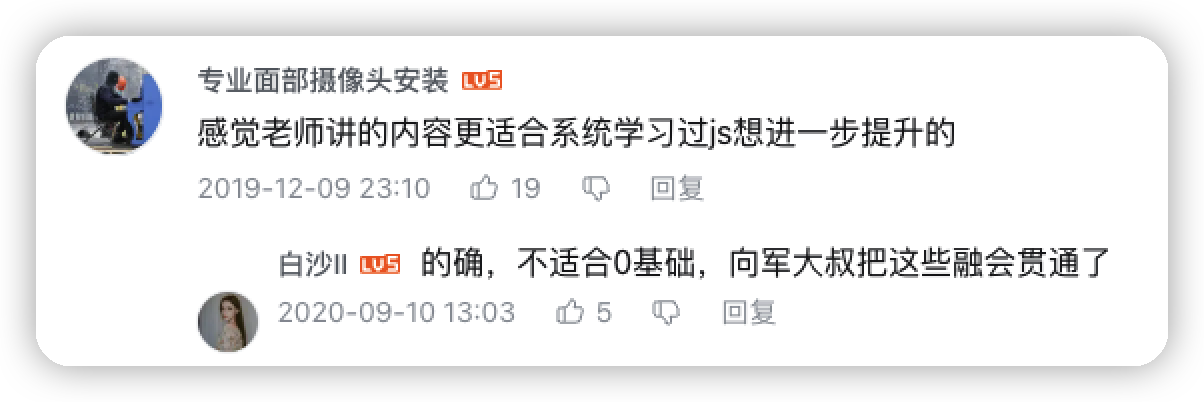 专业面部摄像头安装 LV5
感觉老师讲的内容更适合系统学习过js想进一步提升的
2019-12-09 23:10 19 回复
白沙II LV5 的确，不适合0基础，向军大叔把这些融会贯通了
2020-09-10 13:03 5 回复